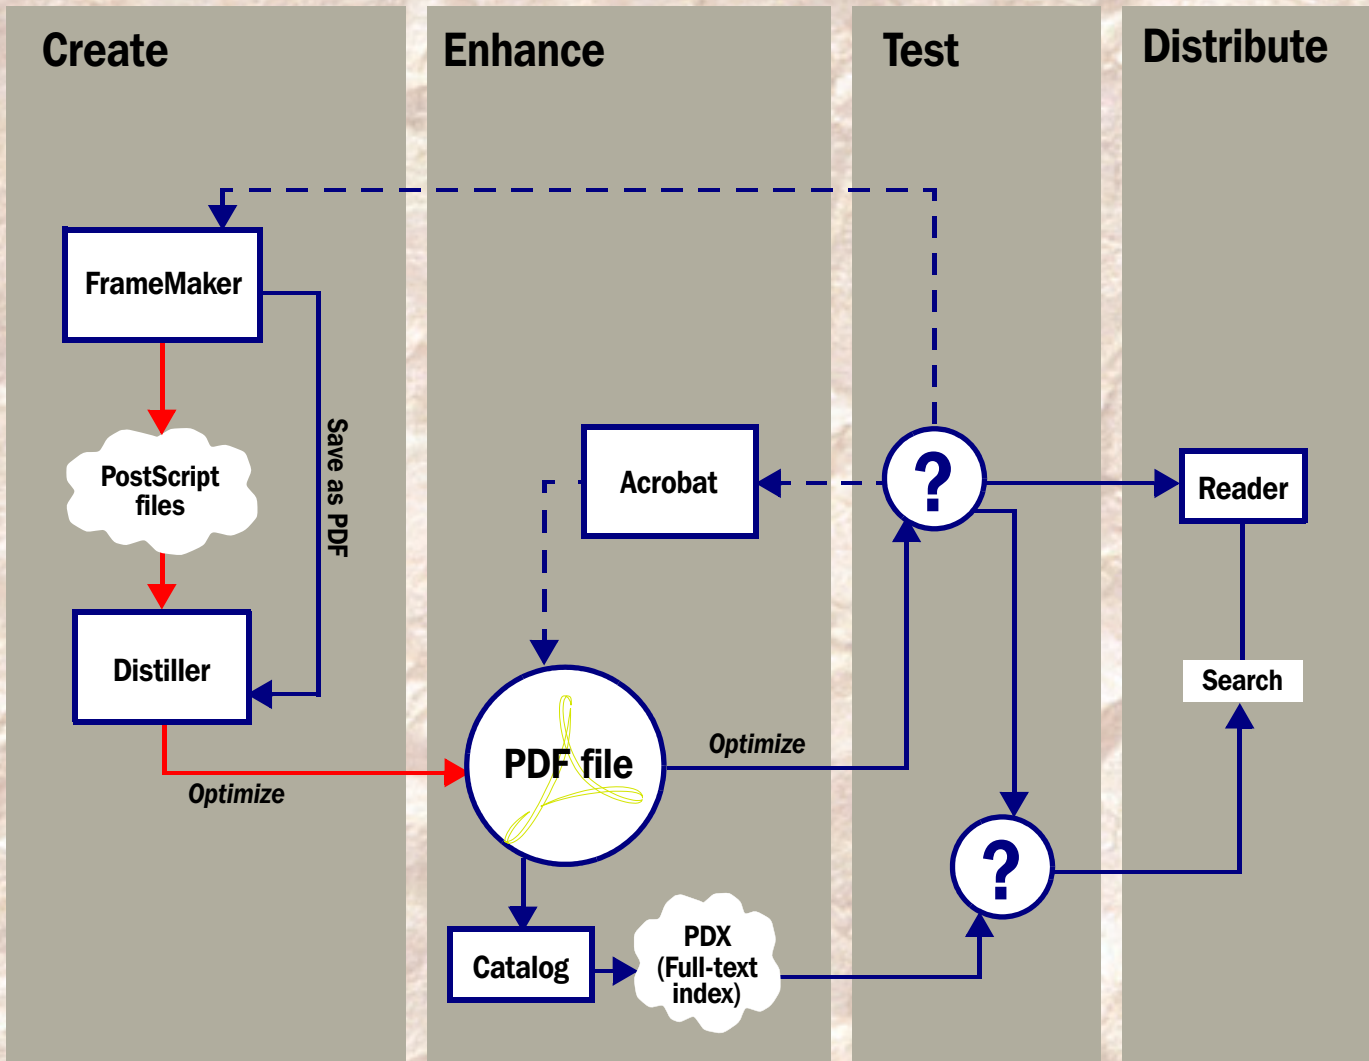 Create
Enhance
Test
Distribute
FrameMaker
Save as PDF
PostScript
files
Distiller
Optimize
Acrobat
PDF file
Optimize
Catalog
PDX
(Full-text
index)
?
?
Reader
Search